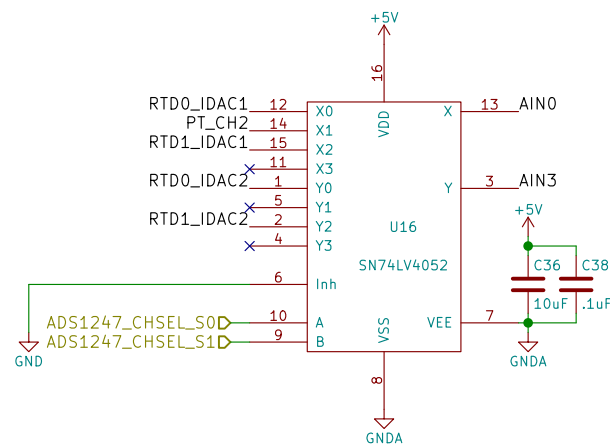 +5V
16
RTD0_IDAC1 12 X0 VDD X 13 AIN0
PT_CH2 14 X1
RTD1_IDAC1 15 X2
11 X3
RTD0_IDAC2 1 Y0 Y 3 AIN3
5 Y1
+5V
RTD1_IDAC2 2 Y2 U16
4 Y3
SN74LV4052 C36 C38
6 Inh
10uF .1uF
ADS1247_CHSEL_S0 10 A VSS VEE 7
ADS1247_CHSEL_S1 9 B
GND GNDA
8
GNDA